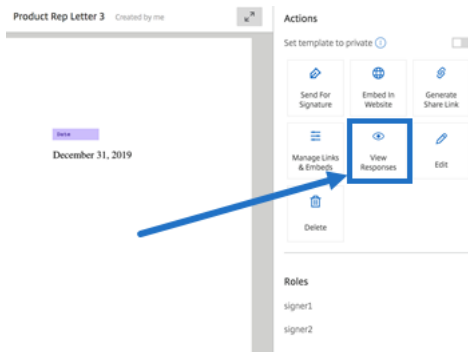 Product Rep Letter 3 Created by me
Actions
Set template to private
Send For
Signature
Embed In
Website
Generate
Share Link
Manage Links
& Embeds
View
Responses
Edit
Delete
Roles
signer1
signer2
Date
December 31, 2019